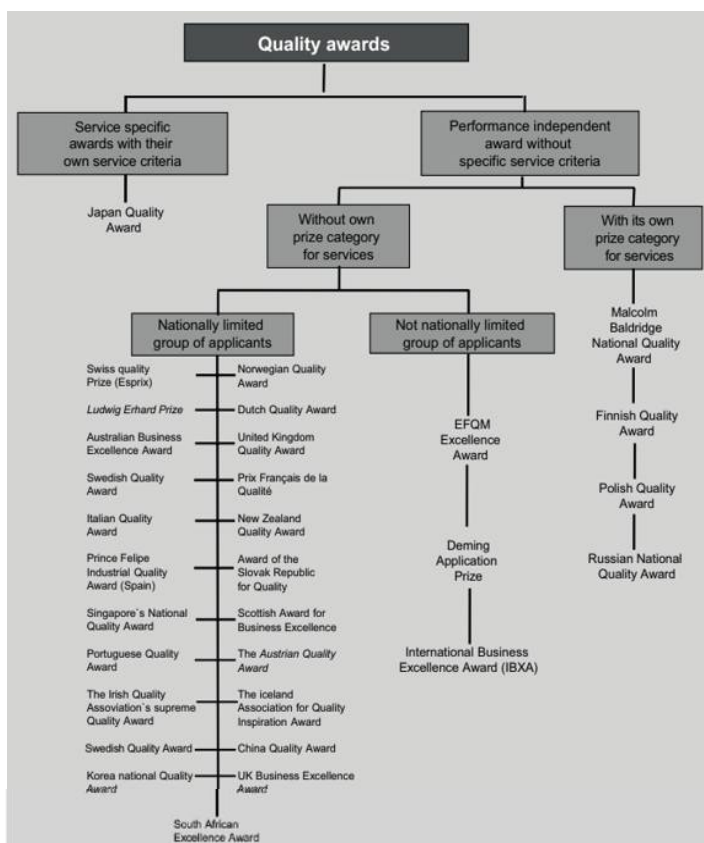 Quality awards
Service specific
awards with their
own service criteria
Performance independent
award without
specific service criteria
Japan Quality
Award
Without own
prize category
for services
With its own
prize category
for services
Nationally limited
group of applicants
Not nationally limited
group of applicants
Malcolm
Baldridge
National Quality
Award
Finnish Quality
Award
Polish Quality
Award
Russian National
Quality Award
EFQM
Excellence
Award
Deming
Application
Prize
International Business
Excellence Award (IBXA)
Swiss quality
Prize (Esprix)
Norwegian Quality
Award
Ludwig Erhard Prize
Dutch Quality Award
Australian Business
Excellence Award
United Kingdom
Quality Award
Swedish Quality
Award
Prix Français de la
Qualité
Italian Quality
Award
New Zealand
Quality Award
Prince Felipe
Industrial Quality
Award (Spain)
Award of the
Slovak Republic
for Quality
Singapore`s National
Quality Award
Scottish Award for
Business Excellence
Portuguese Quality
Award
The Austrian Quality
Award
The Irish Quality
Assoviation`s supreme
Quality Award
The iceland
Association for Quality
Inspiration Award
Swedish Quality Award
China Quality Award
Korea national Quality
Award
UK Business Excellence
Award
South African
Excellence Award